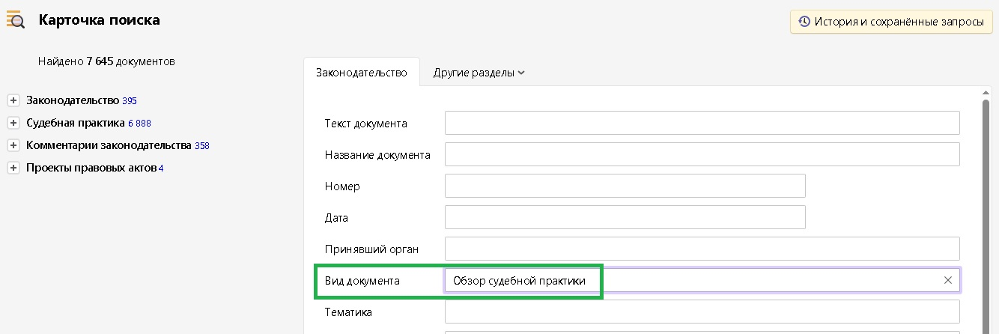 Карточка поиска
История и сохранённые запросы
Найдено 7 645 документов
Законодательство 395
Судебная практика 6 888
Комментарии законодательства 358
Проекты правовых актов 4
Законодательство
Другие разделы
Текст документа
Название документа
Номер
Дата
Принявший орган
Вид документа Обзор судебной практики
Тематика